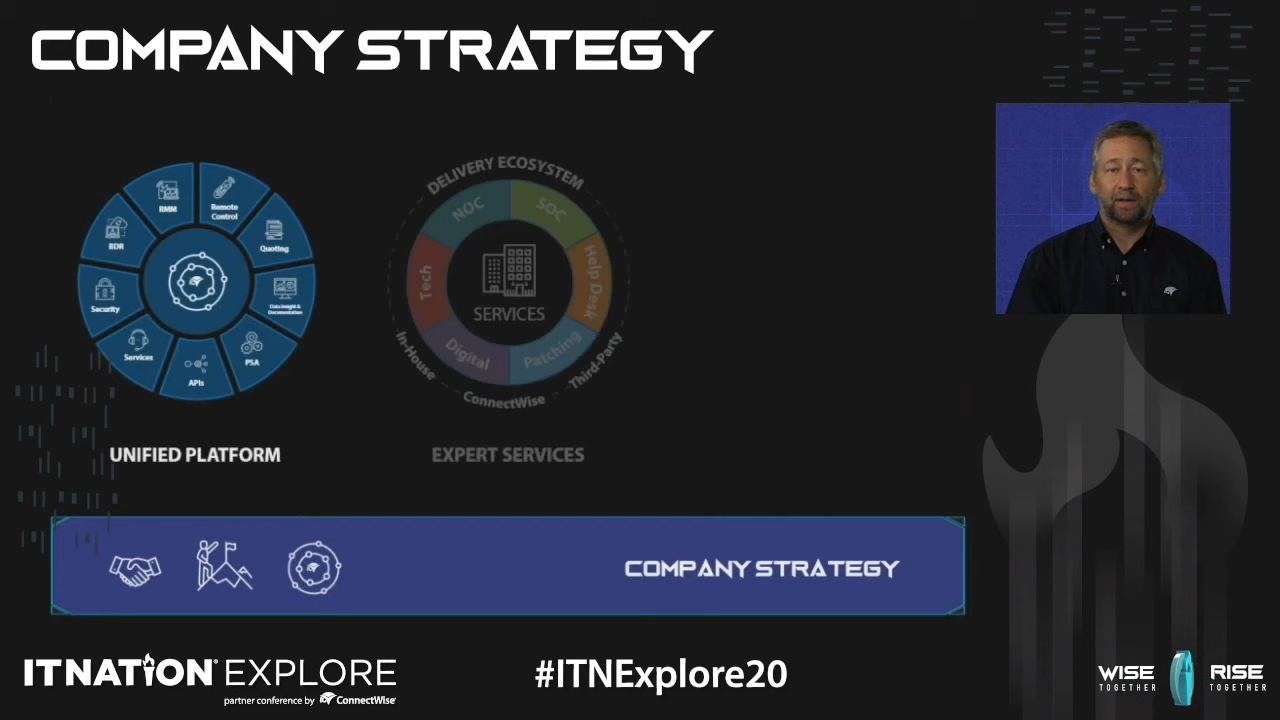 COMPANY STRATEGY
RMM
Remote
Control
BDR
Quoting
Security
Data Insight &
Documentation
Services
PSA
APIs
UNIFIED PLATFORM
DELIVERY ECOSYSTEM
NOC
SOC
Tech
Help Desk
SERVICES
Digital
Patching
In-House
ConnectWise
Third-Party
EXPERT SERVICES
COMPANY STRATEGY
IT NATION® EXPLORE
partner conference by ConnectWise
#ITNExplore20
WISE
TOGETHER
RISE
TOGETHER